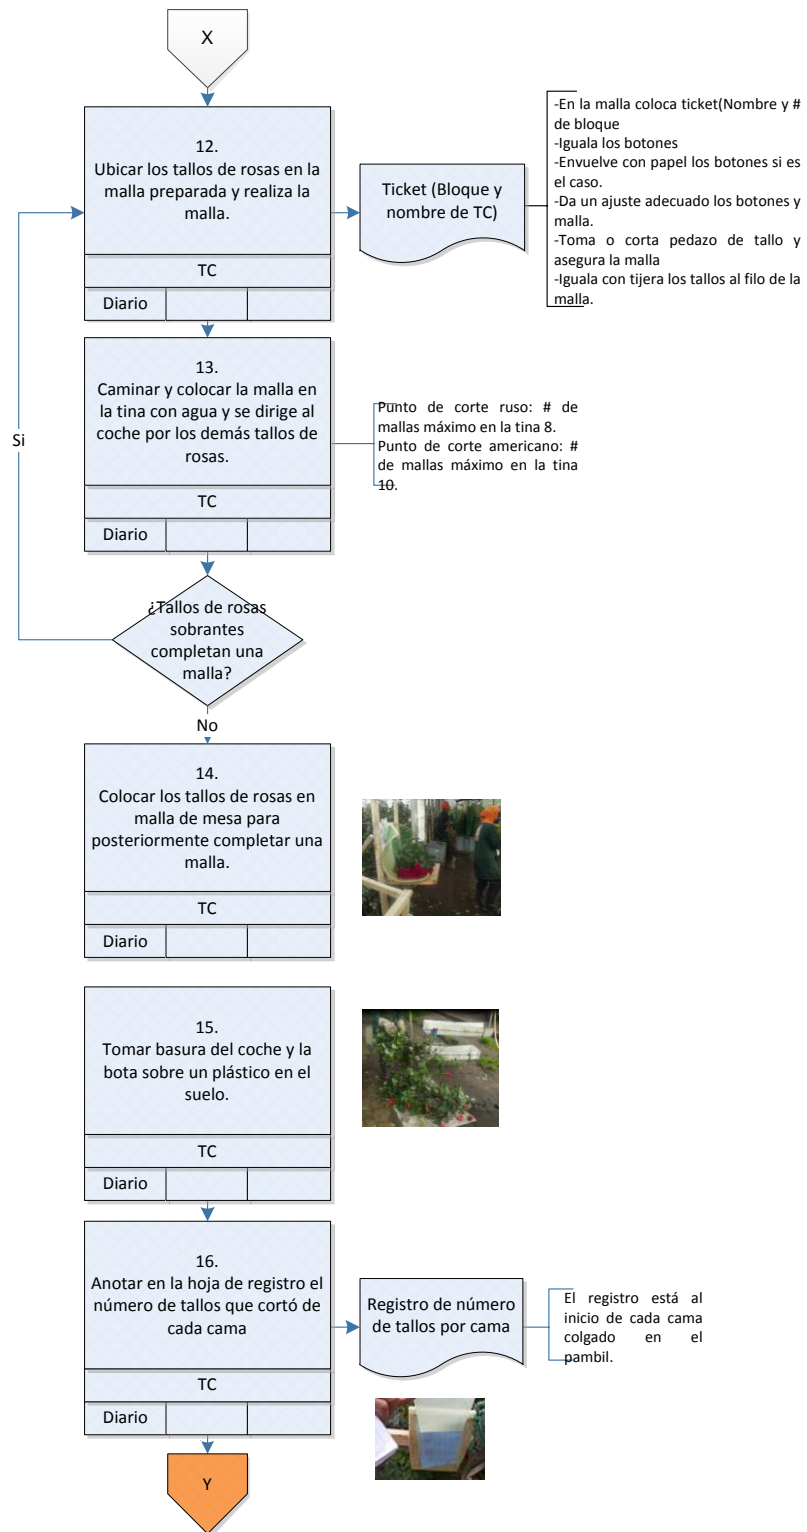 X
12.
Ubicar los tallos de rosas en la
malla preparada y realiza la
malla.
TC
Diario
Ticket (Bloque y
nombre de TC)
-En la malla coloca ticket(Nombre y #
de bloque
-Iguala los botones
-Envuelve con papel los botones si es
el caso.
-Da un ajuste adecuado los botones y
malla.
-Toma o corta pedazo de tallo y
asegura la malla
-Iguala con tijera los tallos al filo de la
malla.
13.
Caminar y colocar la malla en
la tina con agua y se dirige al
coche por los demás tallos de
rosas.
TC
Diario
Punto de corte ruso: # de
mallas máximo en la tina 8.
Punto de corte americano: #
de mallas máximo en la tina
10.
Si
¿Tallos de rosas
sobrantes
completan una
malla?
No
14.
Colocar los tallos de rosas en
malla de mesa para
posteriormente completar una
malla.
TC
Diario
15.
Tomar basura del coche y la
bota sobre un plástico en el
suelo.
TC
Diario
16.
Anotar en la hoja de registro el
número de tallos que cortó de
cada cama
TC
Diario
Registro de número
de tallos por cama
El registro está al
inicio de cada cama
colgado en el
pambil.
Y